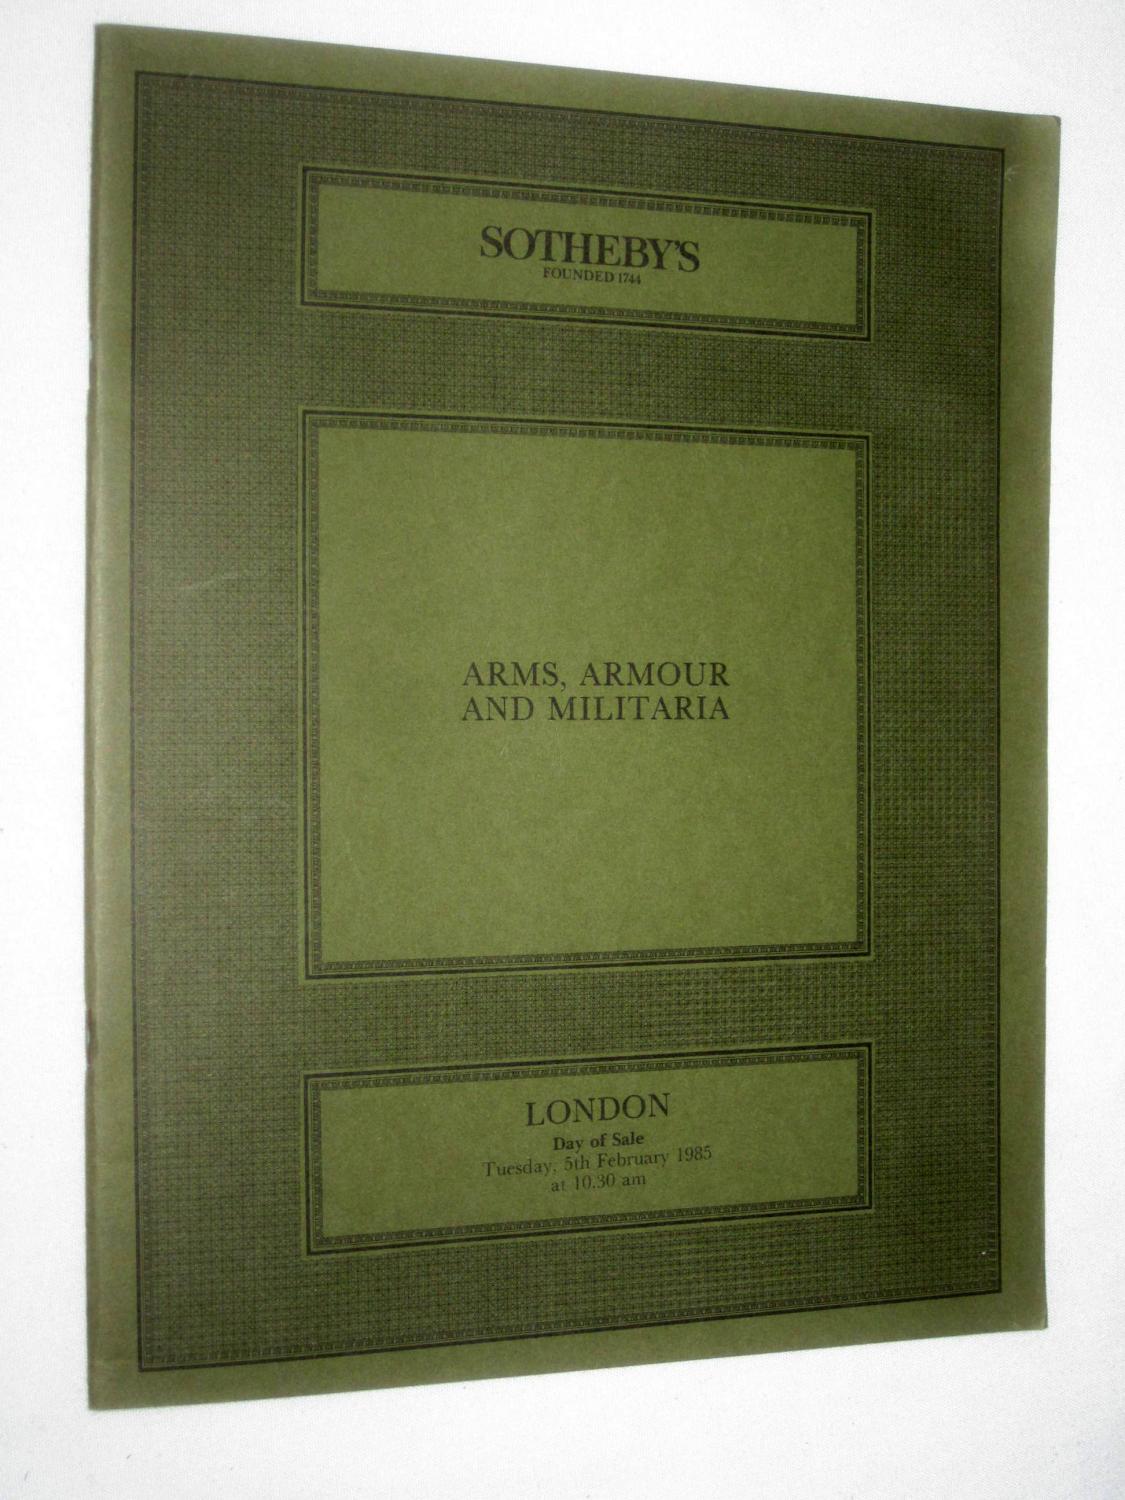 SOTHEBY'S
FOUNDED 1744
ARMS, ARMOUR
AND MILITARIA
LONDON
Day of Sale
Tuesday, 5th February 1985
at 10.30 am